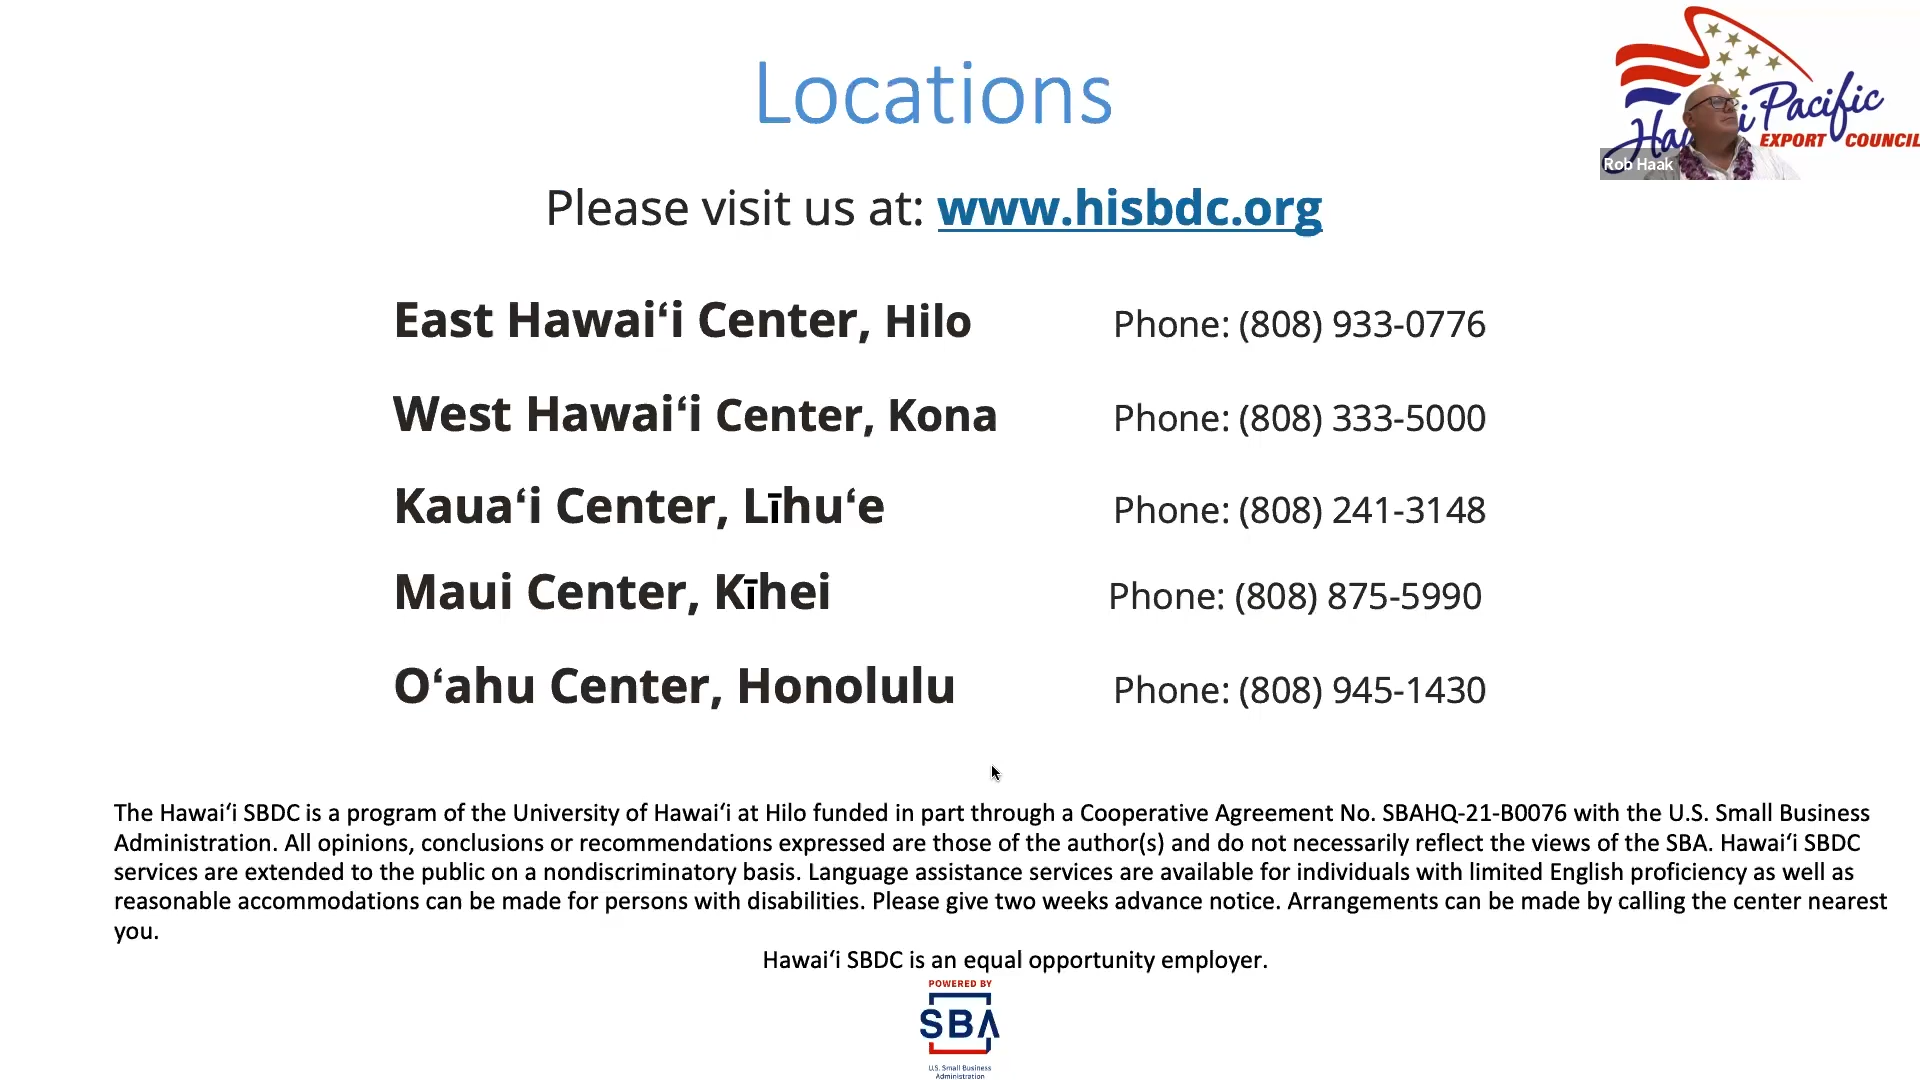 Locations
Hawai'i Pacific
EXPORT COUNCIL
Rob Haak
Please visit us at: www.hisbdc.org
East Hawaiʻi Center, Hilo Phone: (808) 933-0776
West Hawaiʻi Center, Kona Phone: (808) 333-5000
Kauaʻi Center, Līhuʻe Phone: (808) 241-3148
Maui Center, Kīhei Phone: (808) 875-5990
Oʻahu Center, Honolulu Phone: (808) 945-1430
The Hawaiʻi SBDC is a program of the University of Hawaiʻi at Hilo funded in part through a Cooperative Agreement No. SBAHQ-21-B0076 with the U.S. Small Business
Administration. All opinions, conclusions or recommendations expressed are those of the author(s) and do not necessarily reflect the views of the SBA. Hawaiʻi SBDC
services are extended to the public on a nondiscriminatory basis. Language assistance services are available for individuals with limited English proficiency as well as
reasonable accommodations can be made for persons with disabilities. Please give two weeks advance notice. Arrangements can be made by calling the center nearest
you.
Hawaiʻi SBDC is an equal opportunity employer.
POWERED BY
SBA
U.S. Small Business
Administration